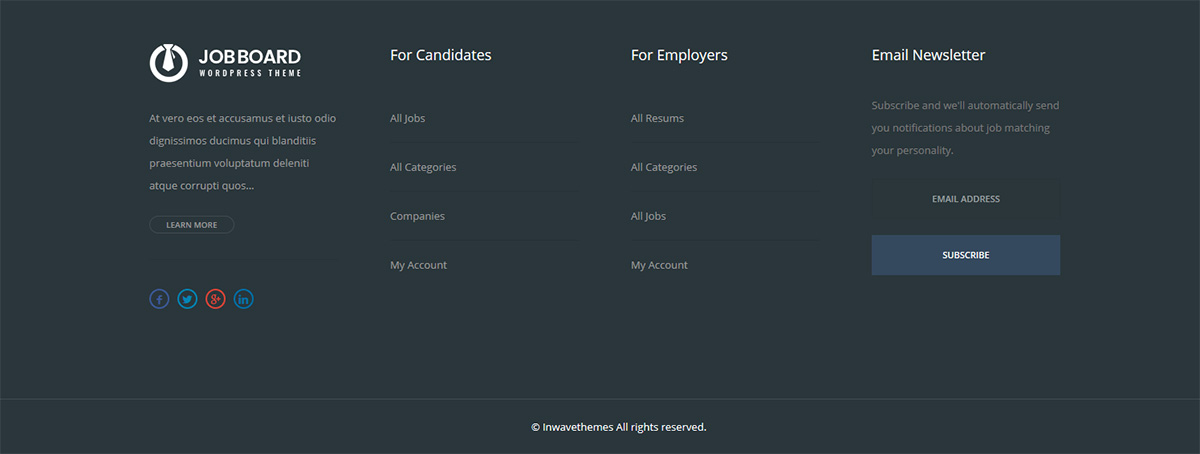 JOBBOARD
WORDPRESS THEME
At vero eos et accusamus et iusto odio
dignissimos ducimus qui blanditiis
praesentium voluptatum deleniti
atque corrupti quos...
LEARN MORE
For Candidates
All Jobs
All Categories
Companies
My Account
For Employers
All Resums
All Categories
All Jobs
My Account
Email Newsletter
Subscribe and we'll automatically send
you notifications about job matching
your personality.
EMAIL ADDRESS
SUBSCRIBE
© Inwavethemes All rights reserved.